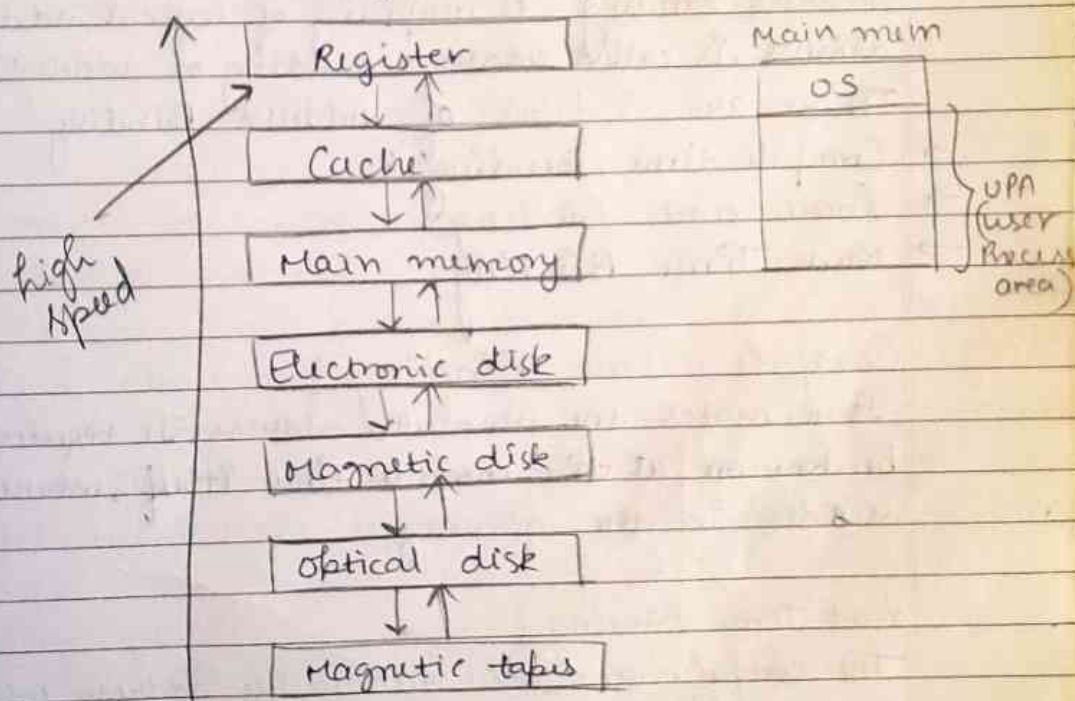 Register
Cache
Main memory
Electronic disk
Magnetic disk
Optical disk
Magnetic tapes
high
speed
Main mem
OS
UPA
(user
Process
area)